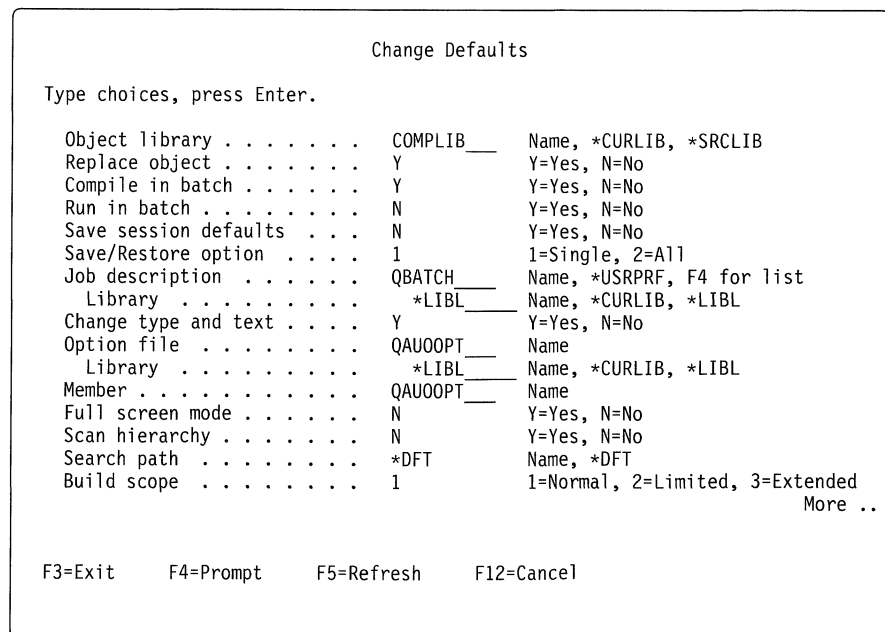 Change Defaults
Type choices, press Enter.
Object library . . . . . . . COMPLIB___ Name, *CURLIB, *SRCLIB
Replace object . . . . . . . Y Y=Yes, N=No
Compile in batch . . . . . . Y Y=Yes, N=No
Run in batch . . . . . . . . N Y=Yes, N=No
Save session defaults . . . N Y=Yes, N=No
Save/Restore option . . . . 1 1=Single, 2=All
Job description . . . . . . QBATCH____ Name, *USRPRF, F4 for list
Library . . . . . . . . . *LIBL_____ Name, *CURLIB, *LIBL
Change type and text . . . . Y Y=Yes, N=No
Option file . . . . . . . . QAUOOPT___ Name
Library . . . . . . . . . *LIBL_____ Name, *CURLIB, *LIBL
Member . . . . . . . . . . . QAUOOPT___ Name
Full screen mode . . . . . . N Y=Yes, N=No
Scan hierarchy . . . . . . . N Y=Yes, N=No
Search path . . . . . . . . *DFT Name, *DFT
Build scope . . . . . . . . 1 1=Normal, 2=Limited, 3=Extended
More ..
F3=Exit F4=Prompt F5=Refresh F12=Cancel